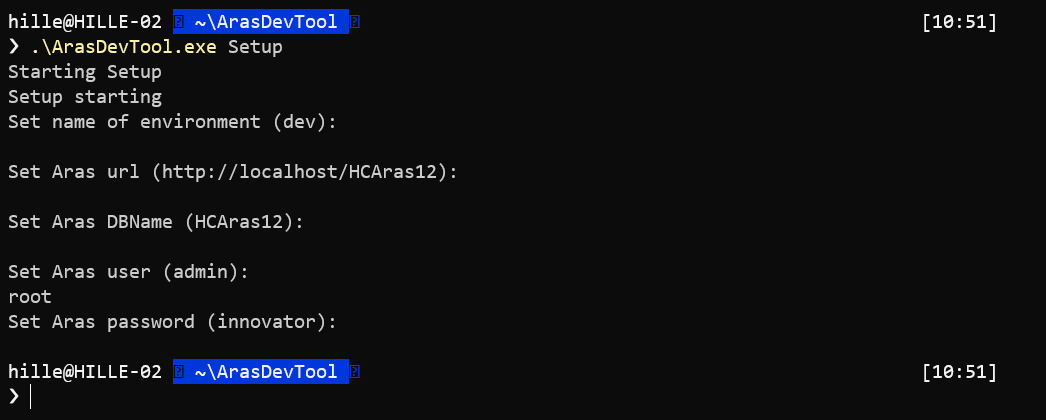 hille@HILLE-02 ~\ArasDevTool [10:51]
❯ .\ArasDevTool.exe Setup
Starting Setup
Setup starting
Set name of environment (dev):
Set Aras url (http://localhost/HCAras12):
Set Aras DBName (HCAras12):
Set Aras user (admin):
root
Set Aras password (innovator):
hille@HILLE-02 ~\ArasDevTool [10:51]
❯